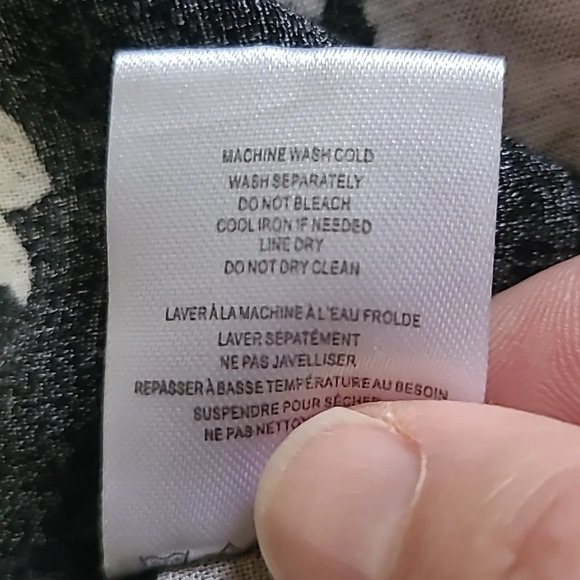 MACHINE WASH COLD
WASH SEPARATELY
DO NOT BLEACH
COOL IRON IF NEEDED
LINE DRY
DO NOT DRY CLEAN
LAVER À LA MACHINE À L'EAU FROLDE
LAVER SÉPATÉMENT
NE PAS JAVELLISER
REPASSER À BASSE TEMPÉRATURE AU BESOIN
SUSPENDRE POUR
NE PAS